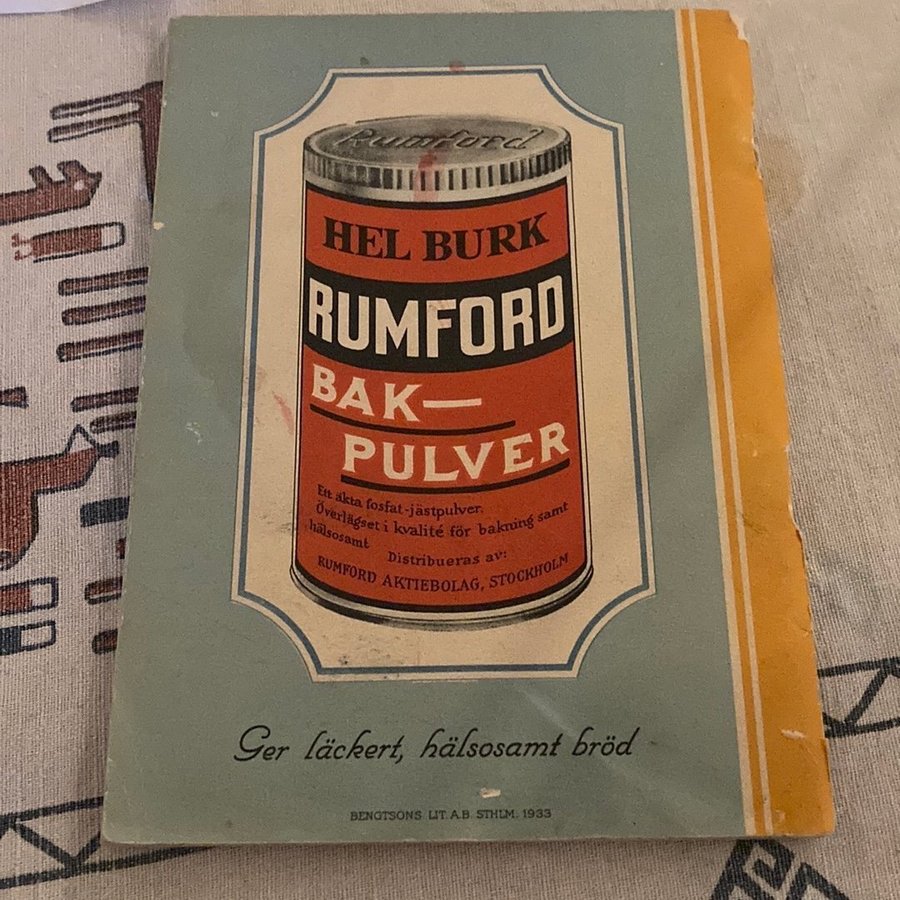 Rumford
HEL BURK
RUMFORD
BAK—
PULVER
Ett äkta fosfat-jästpulver.
Överlägset i kvalité för bakning samt
hälsosamt
Distribueras av:
RUMFORD AKTIEBOLAG, STOCKHOLM
Ger läckert, hälsosamt bröd
BENGTSONS LIT. A.B. STHLM. 1933